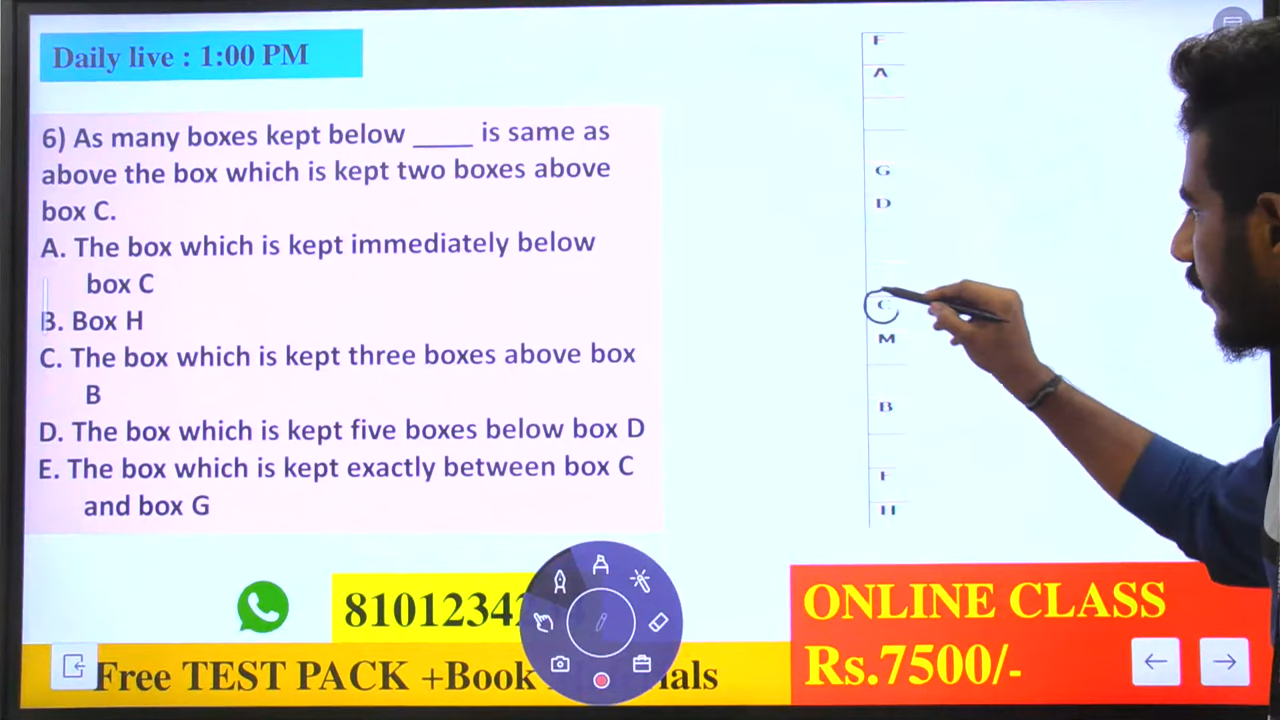 Daily live : 1:00 PM
6) As many boxes kept below ____ is same as
above the box which is kept two boxes above
box C.
A. The box which is kept immediately below
box C
B. Box H
C. The box which is kept three boxes above box
B
D. The box which is kept five boxes below box D
E. The box which is kept exactly between box C
and box G
A
G
D
C
M
B
H
8101234
Free TEST PACK +Book
ONLINE CLASS
Rs.7500/-